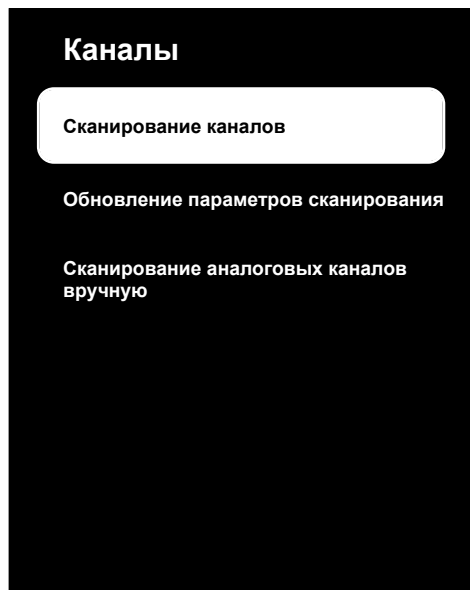 Каналы
Сканирование каналов
Обновление параметров сканирования
Сканирование аналоговых каналов
вручную